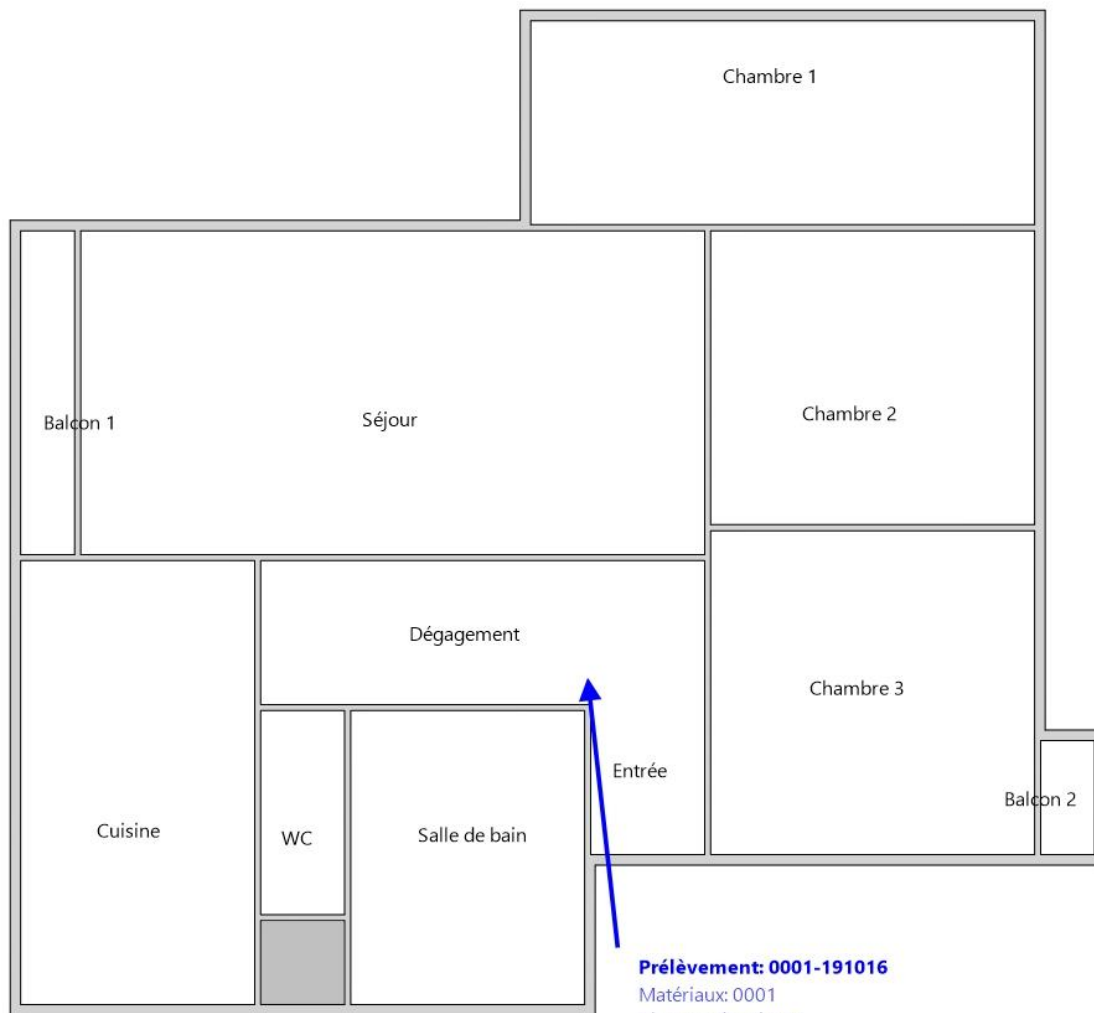 Chambre 1
Balcon 1
Séjour
Chambre 2
Dégagement
Chambre 3
Entrée
Balcon 2
Cuisine
WC
Salle de bain
Prélèvement: 0001-191016
Matériaux: 0001